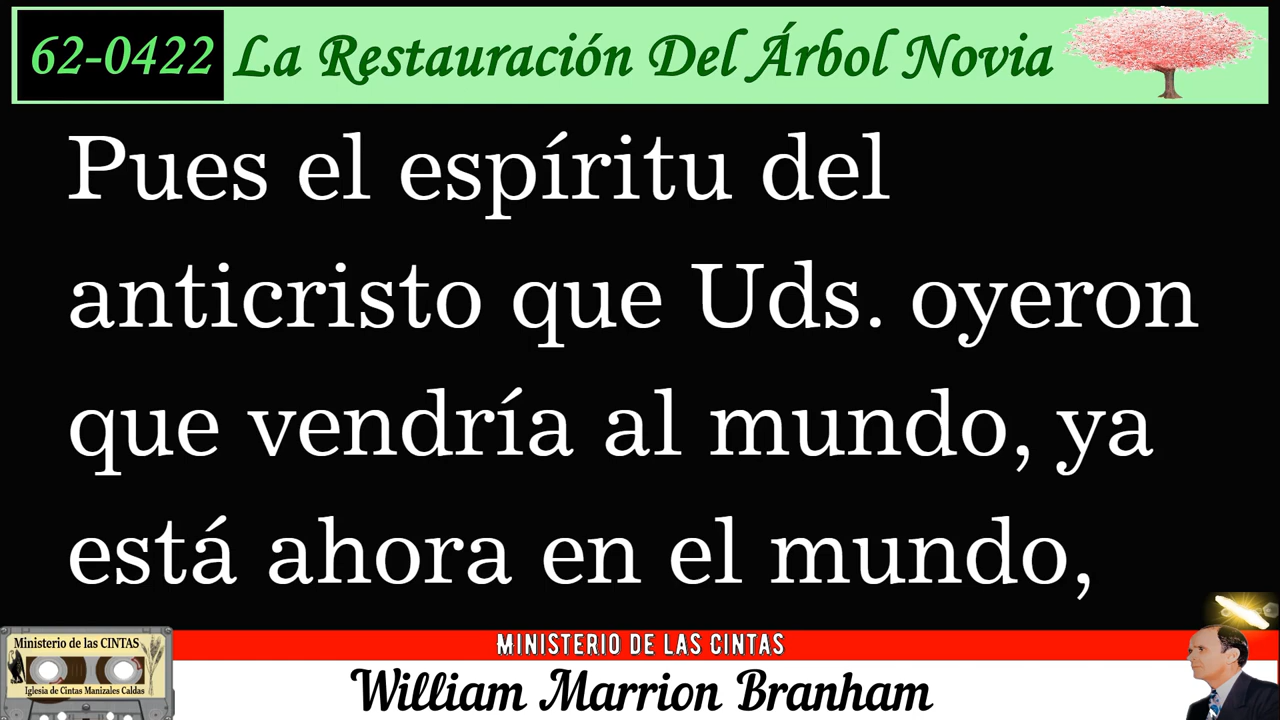 62-0422 La Restauración Del Árbol Novia
Pues el espíritu del
anticristo que Uds. oyeron
que vendría al mundo, ya
está ahora en el mundo,
Ministerio de las CINTAS
Iglesia de Cintas Manizales Caldas
MINISTERIO DE LAS CINTAS
William Marrion Branham